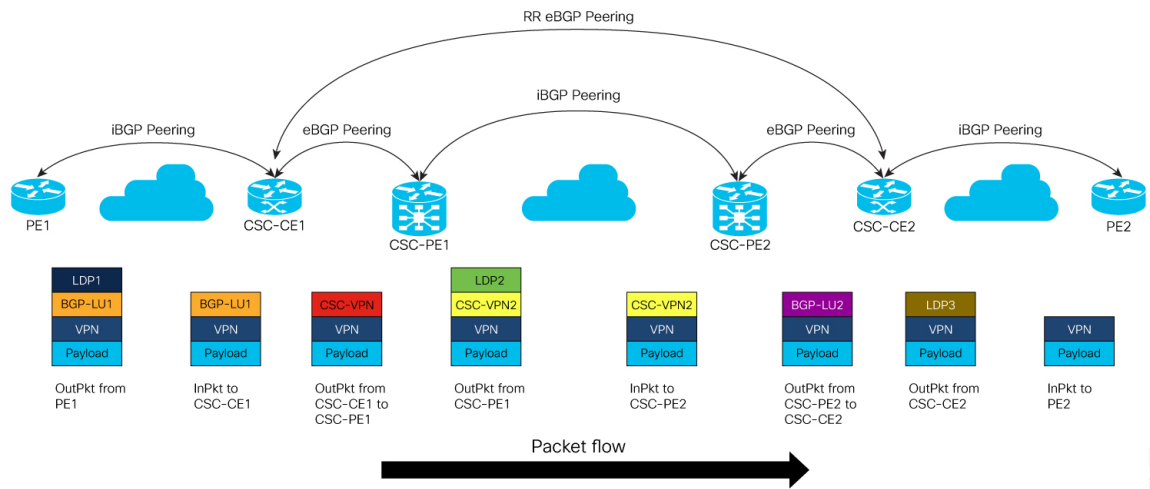 RR eBGP Peering
iBGP Peering
iBGP Peering
eBGP Peering
eBGP Peering
iBGP Peering
PE1
CSC-CE1
CSC-PE1
CSC-PE2
CSC-CE2
PE2
LDP1
BGP-LU1
VPN
Payload
OutPkt from
PE1
BGP-LU1
VPN
Payload
InPkt to
CSC-CE1
CSC-VPN
VPN
Payload
OutPkt from
CSC-CE1 to
CSC-PE1
LDP2
CSC-VPN2
VPN
Payload
OutPkt from
CSC-PE1
CSC-VPN2
VPN
Payload
InPkt to
CSC-PE2
BGP-LU2
VPN
Payload
OutPkt from
CSC-PE2 to
CSC-CE2
LDP3
VPN
Payload
OutPkt from
CSC-CE2
VPN
Payload
InPkt to
PE2
Packet flow